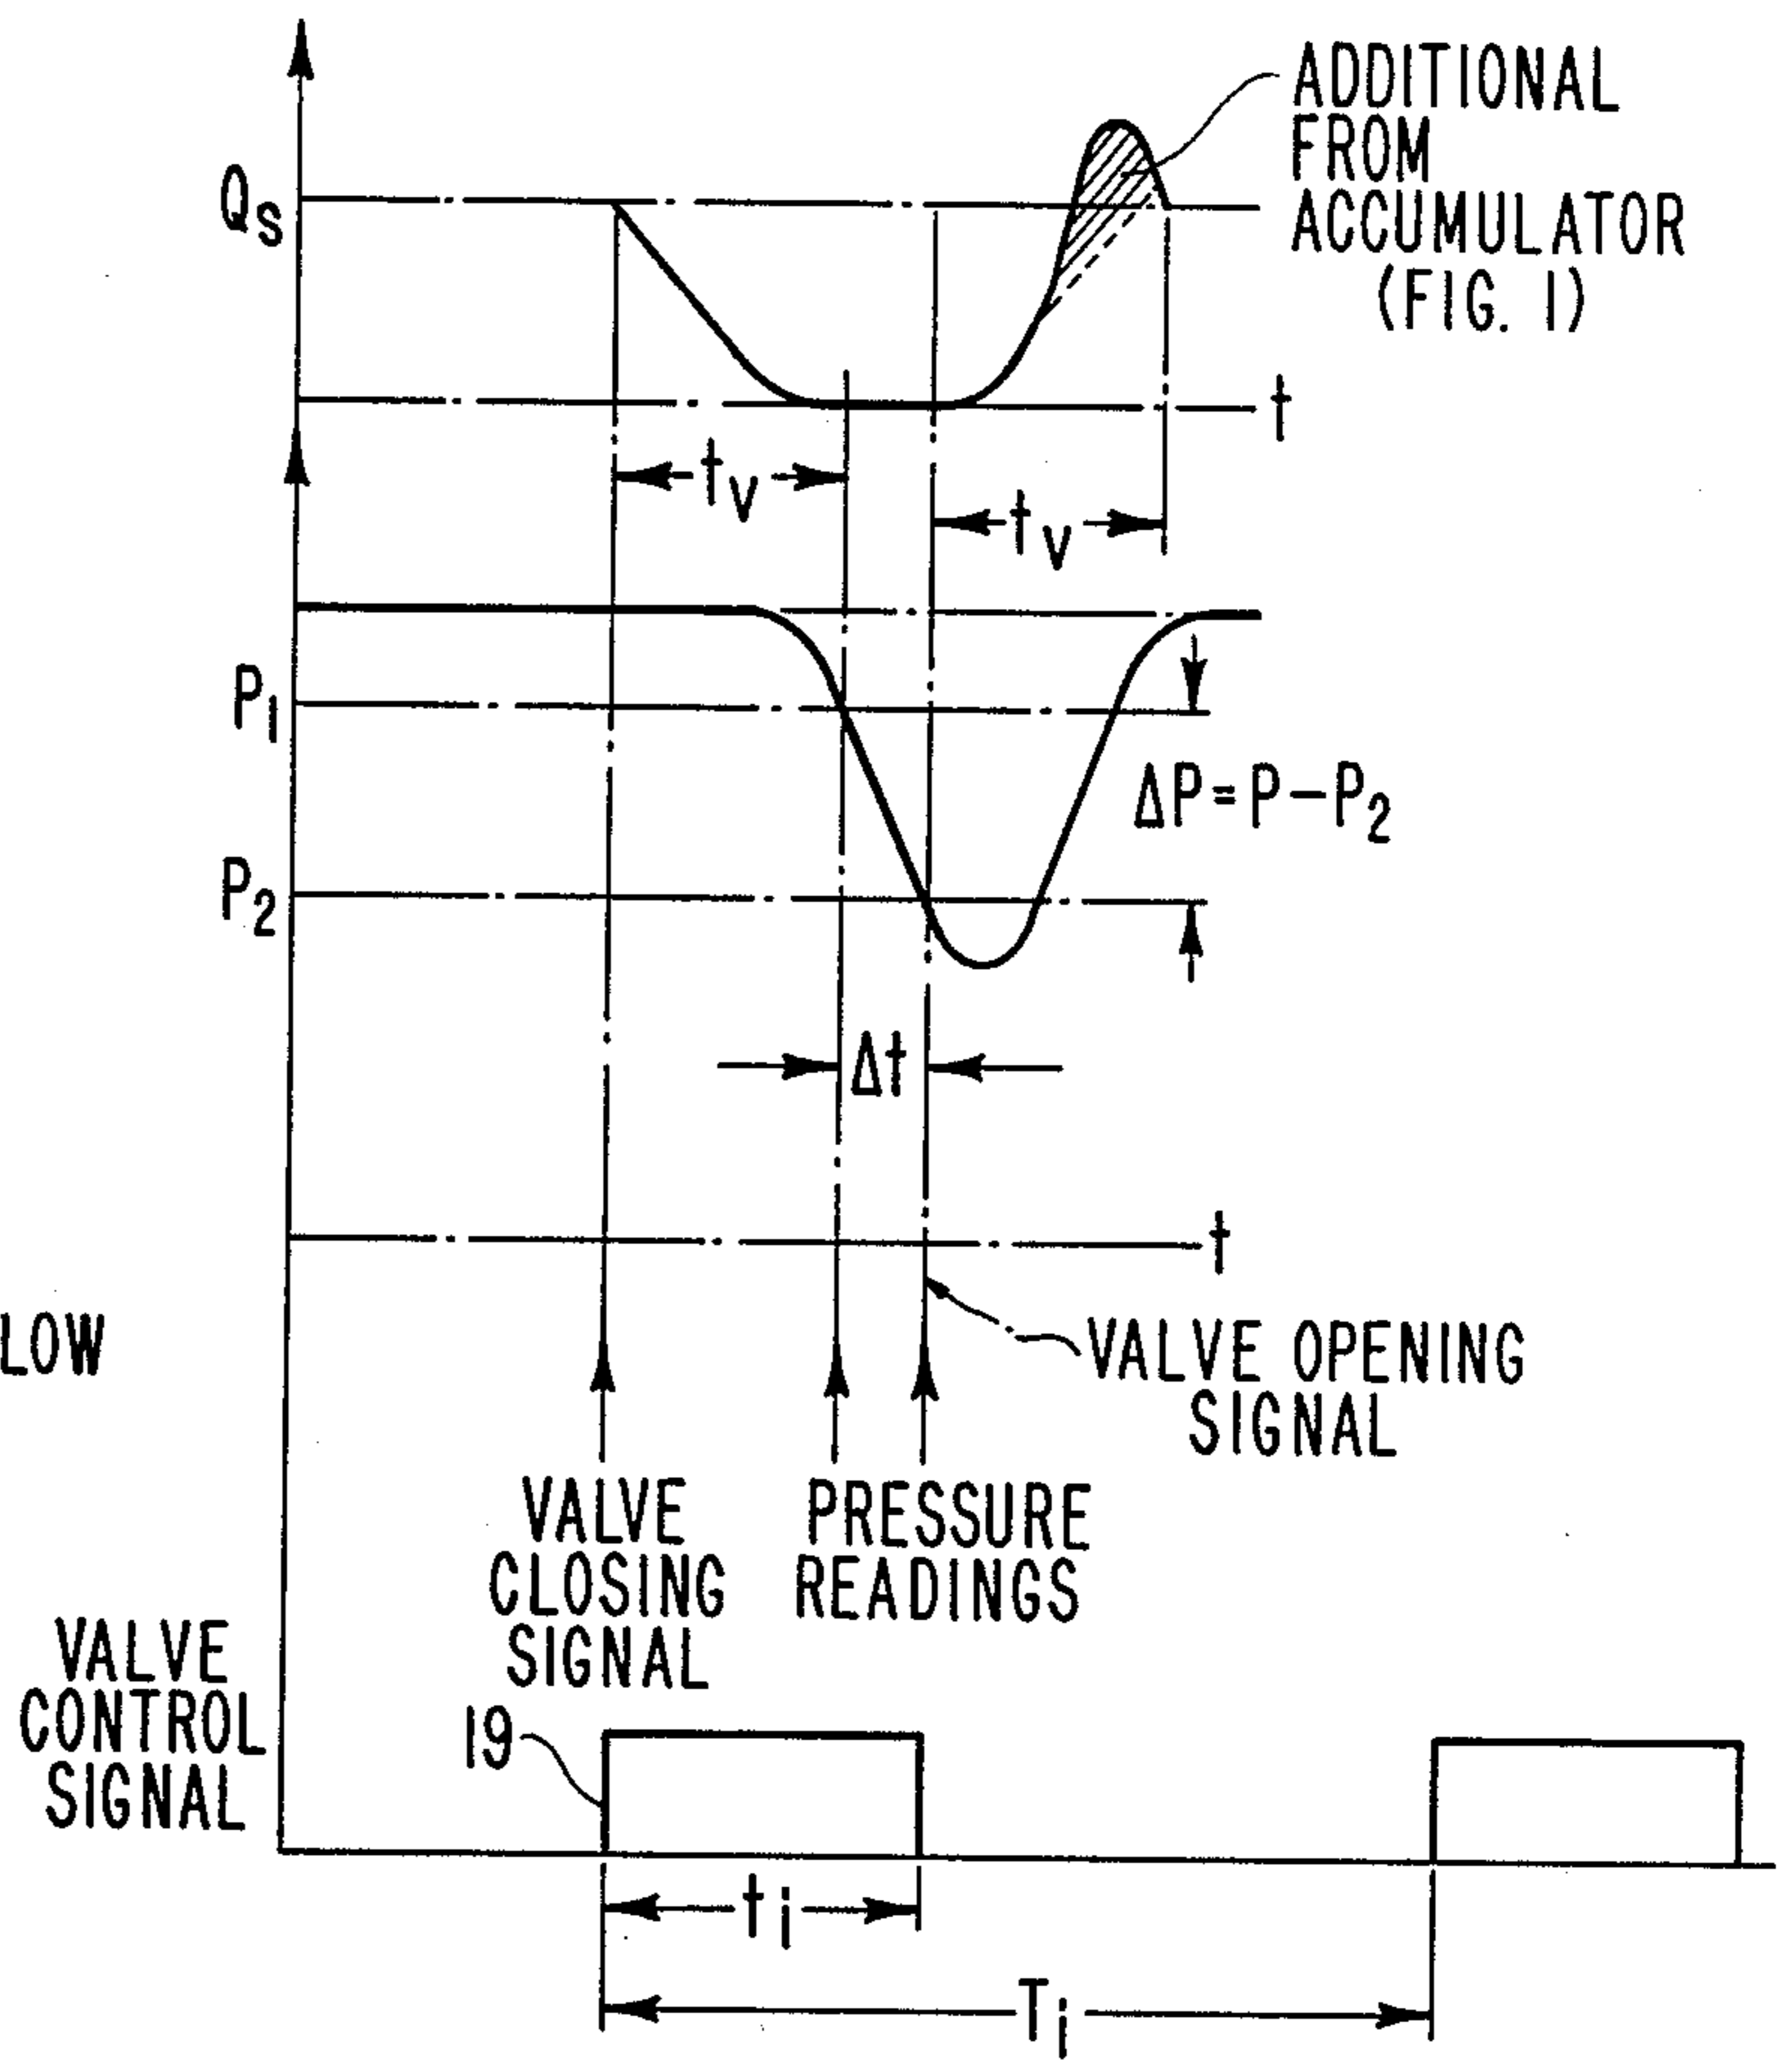 ADDITIONAL
FROM
ACCUMULATOR
(FIG. 1)
Qs
t
tv
tv
P1
ΔP=P-P2
P2
Δt
t
LOW
VALVE OPENING
SIGNAL
VALVE
CLOSING
SIGNAL
PRESSURE
READINGS
VALVE
CONTROL
SIGNAL
19
ti
Ti